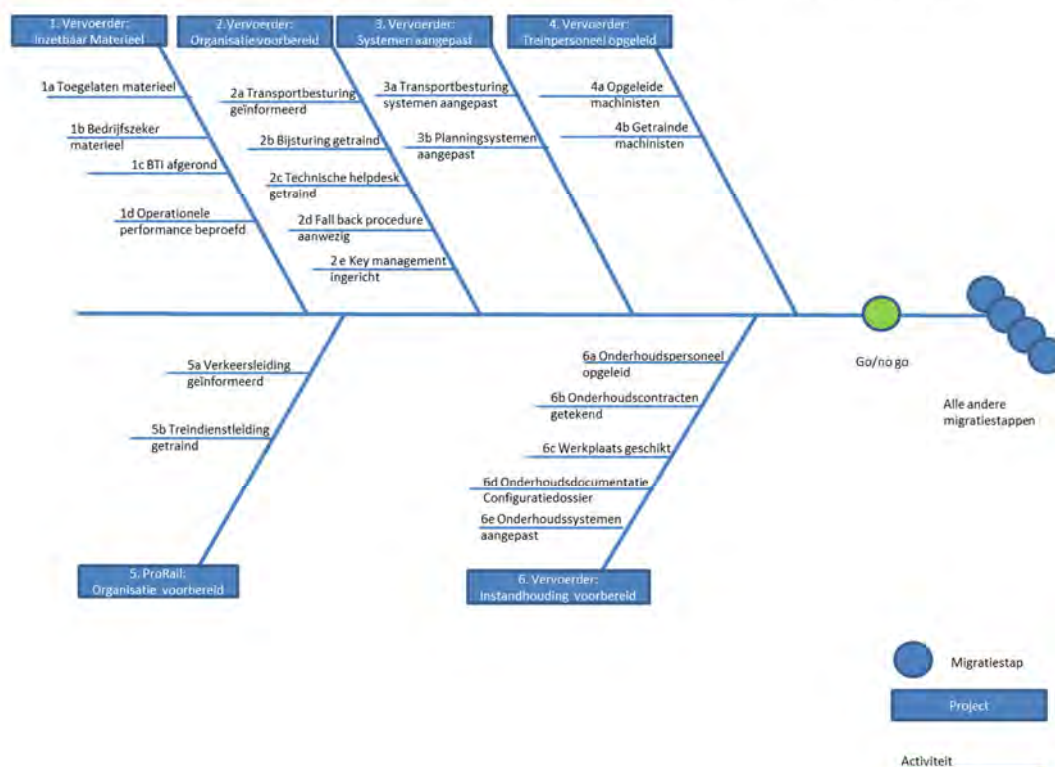 1. Vervoerder:
Inzetbaar Materieel
2.Vervoerder:
Organisatie voorbereid
3. Vervoerder:
Systemen aangepast
4. Vervoerder:
Treinpersoneel opgeleid
1a Toegelaten materieel
1b Bedrijfszeker
materieel
1c BTI afgerond
1d Operationele
performance beproefd
2a Transportbesturing
geïnformeerd
2b Bijsturing getraind
2c Technische helpdesk
getraind
2d Fall back procedure
aanwezig
2e Key management
ingericht
3a Transportbesturing
systemen aangepast
3b Planningsystemen
aangepast
4a Opgeleide
machinisten
4b Getrainde
machinisten
5a Verkeersleiding
geïnformeerd
5b Treindienstleiding
getraind
6a Onderhoudspersoneel
opgeleid
6b Onderhoudscontracten
getekend
6c Werkplaats geschikt
6d Onderhoudsdocumentatie
Configuratiedossier
6e Onderhoudssystemen
aangepast
Go/no go
Alle andere
migratiestappen
5. ProRail:
Organisatie voorbereid
6. Vervoerder:
Instandhouding voorbereid
Migratiestap
Project
Activiteit